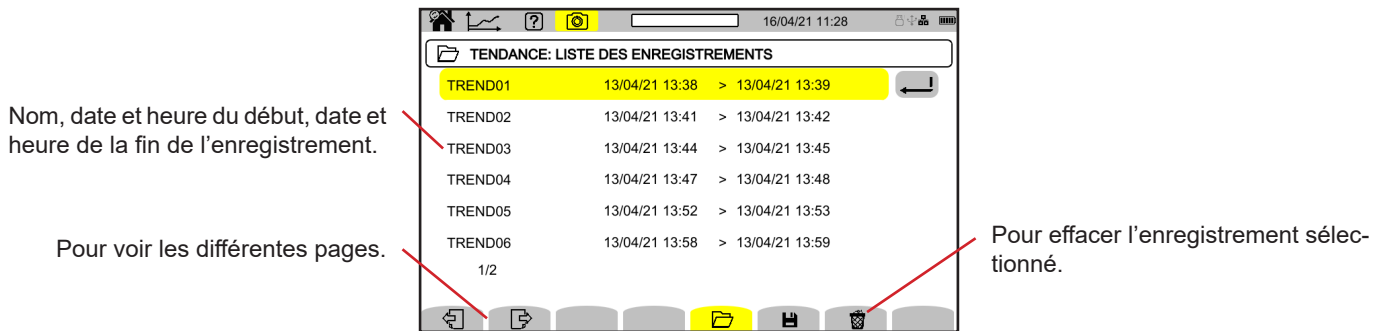 16/04/21 11:28
TENDANCE: LISTE DES ENREGISTREMENTS
TREND01 13/04/21 13:38 > 13/04/21 13:39
TREND02 13/04/21 13:41 > 13/04/21 13:42
Nom, date et heure du début, date et
heure de la fin de l’enregistrement.
TREND03 13/04/21 13:44 > 13/04/21 13:45
TREND04 13/04/21 13:47 > 13/04/21 13:48
TREND05 13/04/21 13:52 > 13/04/21 13:53
TREND06 13/04/21 13:58 > 13/04/21 13:59
Pour voir les différentes pages.
1/2
Pour effacer l’enregistrement sélec-
tionné.